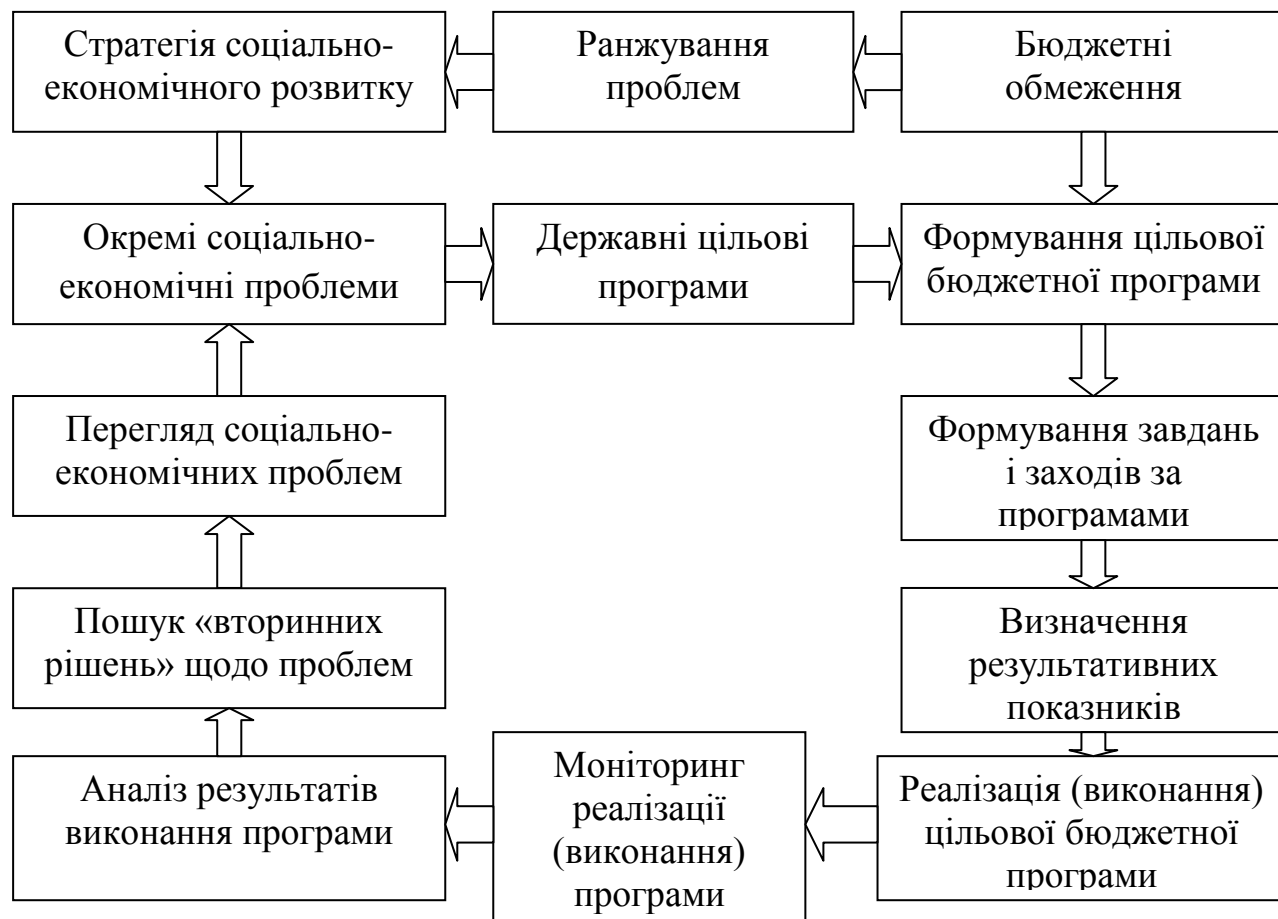 Стратегія соціально-
економічного розвитку
Ранжування
проблем
Бюджетні
обмеження
Окремі соціально-
економічні проблеми
Державні цільові
програми
Формування цільової
бюджетної програми
Перегляд соціально-
економічних проблем
Формування завдань
і заходів за
програмами
Пошук «вторинних
рішень» щодо проблем
Визначення
результативних
показників
Аналіз результатів
виконання програми
Моніторинг
реалізації
(виконання)
програми
Реалізація (виконання)
цільової бюджетної
програми